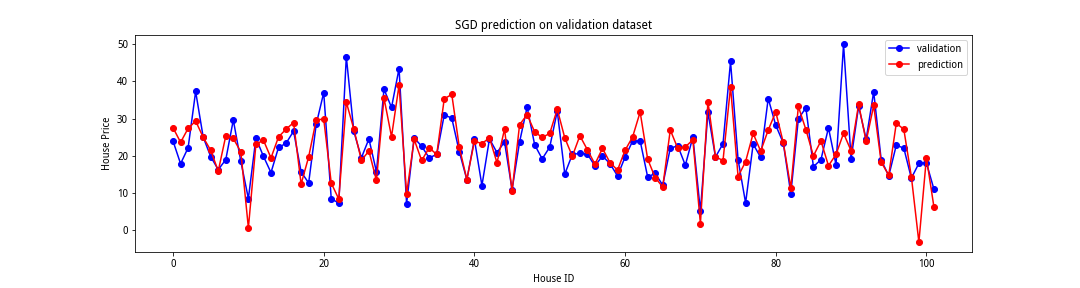 SGD prediction on validation dataset
validation
prediction
House Price
50
40
30
20
10
0
0 20 40 60 80 100
House ID